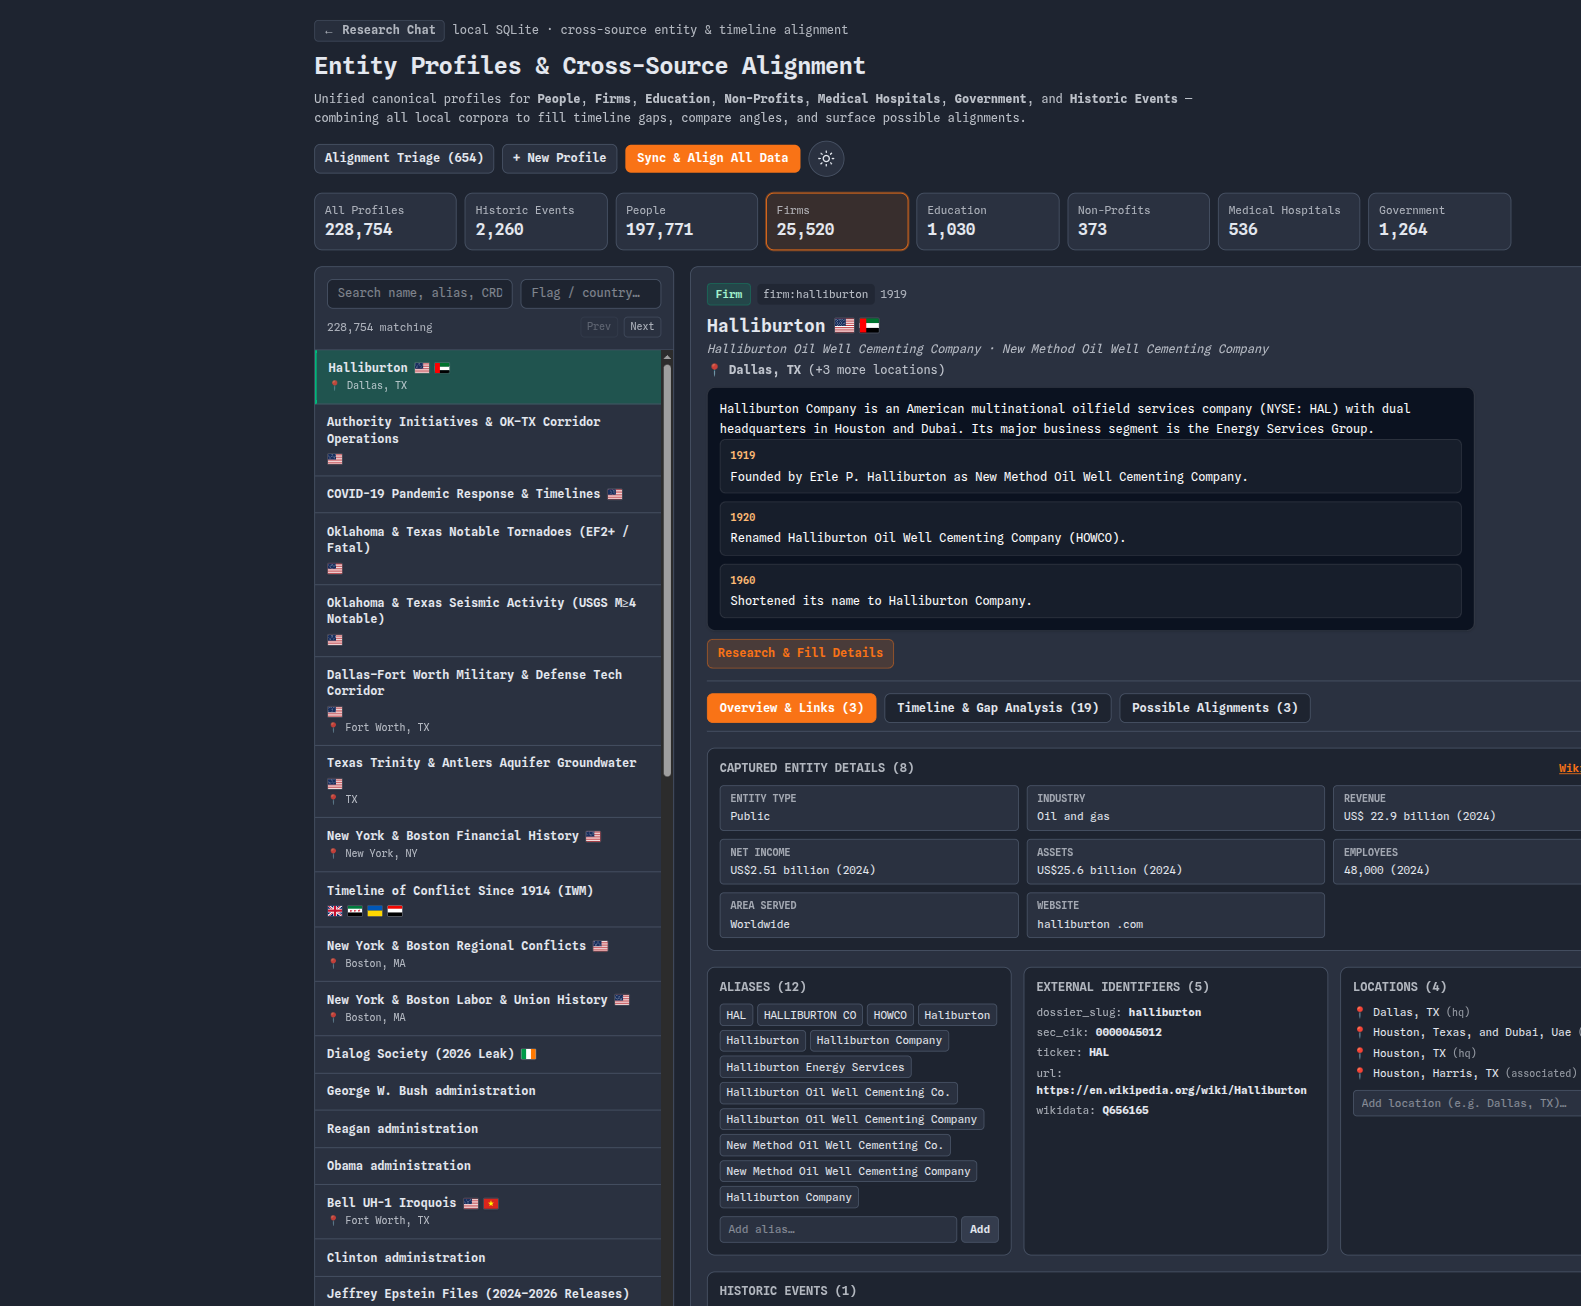 ← Research Chat local SQLite · cross-source entity & timeline alignment
Entity Profiles & Cross-Source Alignment
Unified canonical profiles for People, Firms, Education, Non-Profits, Medical Hospitals, Government, and Historic Events —
combining all local corpora to fill timeline gaps, compare angles, and surface possible alignments.
Alignment Triage (654) + New Profile Sync & Align All Data
All Profiles Historic Events People Firms Education Non-Profits Medical Hospitals Government
228,754 2,260 197,771 25,520 1,030 373 536 1,264
Search name, alias, CRD Flag / country…
228,754 matching Prev Next
Halliburton
Dallas, TX
Authority Initiatives & OK-TX Corridor
Operations
COVID-19 Pandemic Response & Timelines
Oklahoma & Texas Notable Tornadoes (EF2+ /
Fatal)
Oklahoma & Texas Seismic Activity (USGS M≥4
Notable)
Dallas-Fort Worth Military & Defense Tech
Corridor
Fort Worth, TX
Texas Trinity & Antlers Aquifer Groundwater
TX
New York & Boston Financial History
New York, NY
Timeline of Conflict Since 1914 (IWM)
New York & Boston Regional Conflicts
Boston, MA
New York & Boston Labor & Union History
Boston, MA
Dialog Society (2026 Leak)
George W. Bush administration
Reagan administration
Obama administration
Bell UH-1 Iroquois
Fort Worth, TX
Clinton administration
Jeffrey Epstein Files (2024-2026 Releases)
Firm firm:halliburton 1919
Halliburton
Halliburton Oil Well Cementing Company · New Method Oil Well Cementing Company
Dallas, TX (+3 more locations)
Halliburton Company is an American multinational oilfield services company (NYSE: HAL) with dual
headquarters in Houston and Dubai. Its major business segment is the Energy Services Group.
1919
Founded by Erle P. Halliburton as New Method Oil Well Cementing Company.
1920
Renamed Halliburton Oil Well Cementing Company (HOWCO).
1960
Shortened its name to Halliburton Company.
Research & Fill Details
Overview & Links (3) Timeline & Gap Analysis (19) Possible Alignments (3)
CAPTURED ENTITY DETAILS (8) Wik
ENTITY TYPE INDUSTRY REVENUE
Public Oil and gas US$ 22.9 billion (2024)
NET INCOME ASSETS EMPLOYEES
US$2.51 billion (2024) US$25.6 billion (2024) 48,000 (2024)
AREA SERVED WEBSITE
Worldwide halliburton .com
ALIASES (12)
HAL HALLIBURTON CO HOWCO Haliburton
Halliburton Halliburton Company
Halliburton Energy Services
Halliburton Oil Well Cementing Co.
Halliburton Oil Well Cementing Company
New Method Oil Well Cementing Co.
New Method Oil Well Cementing Company
Halliburton Company
Add alias… Add
EXTERNAL IDENTIFIERS (5)
dossier_slug: halliburton
sec_cik: 0000045012
ticker: HAL
url:
https://en.wikipedia.org/wiki/Halliburton
wikidata: Q656165
LOCATIONS (4)
Dallas, TX (hq)
Houston, Texas, and Dubai, Uae (
Houston, TX (hq)
Houston, Harris, TX (associated)
Add location (e.g. Dallas, TX)…
HISTORIC EVENTS (1)